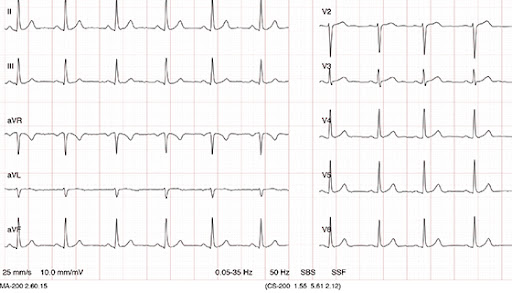 II
V2
III
V3
aVR
V4
aVL
V5
aVF
V6
25 mm/s 10.0 mm/mV 0.05-35 Hz 50 Hz SBS SSF
MA-200 2.60.15 (CS-200 1.55 5.61 2.12)